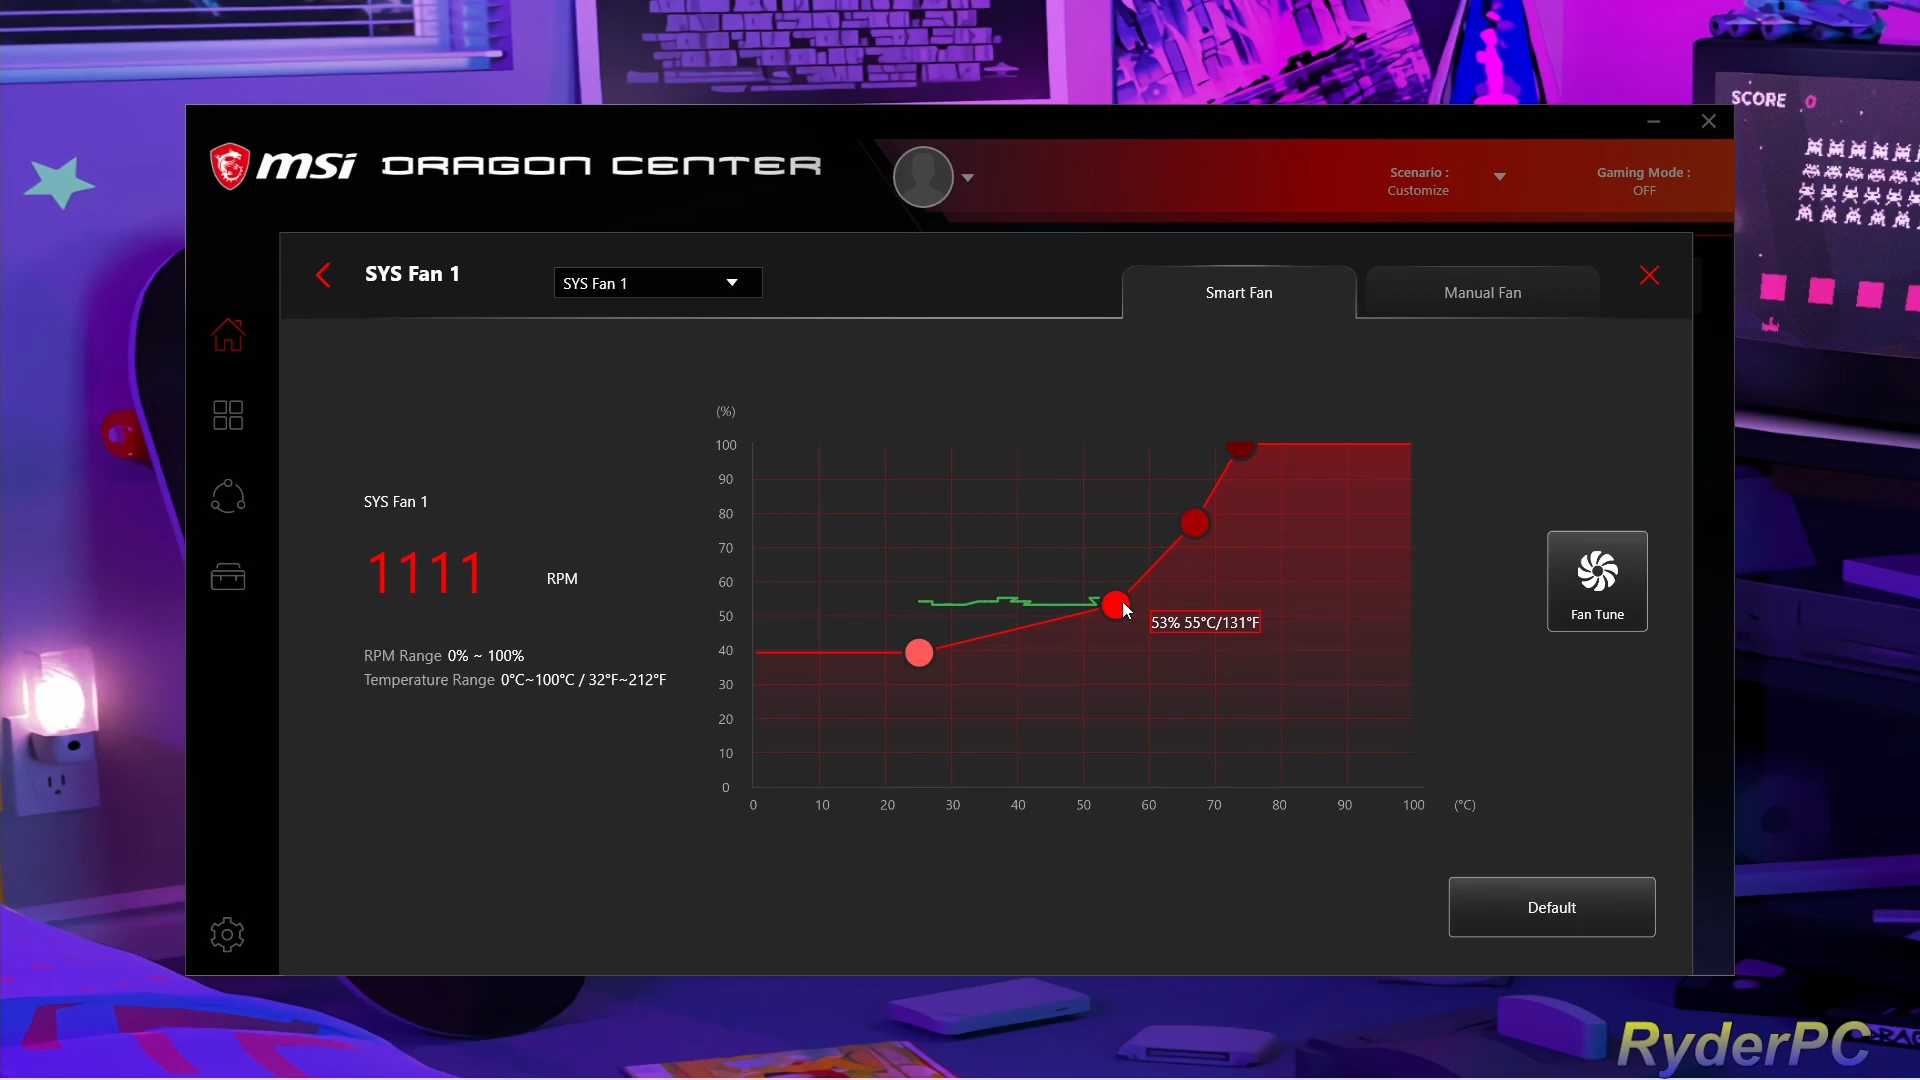 SCORE 0
msi DRAGON CENTER
Scenario :
Customize
Gaming Mode :
OFF
SYS Fan 1
SYS Fan 1
Smart Fan
Manual Fan
SYS Fan 1
1111 RPM
RPM Range 0% ~ 100%
Temperature Range 0°C~100°C / 32°F~212°F
(%)
100
90
80
70
60
50
40
30
20
10
0
53% 55°C/131°F
0 10 20 30 40 50 60 70 80 90 100 (°C)
Fan Tune
Default
RyderPC